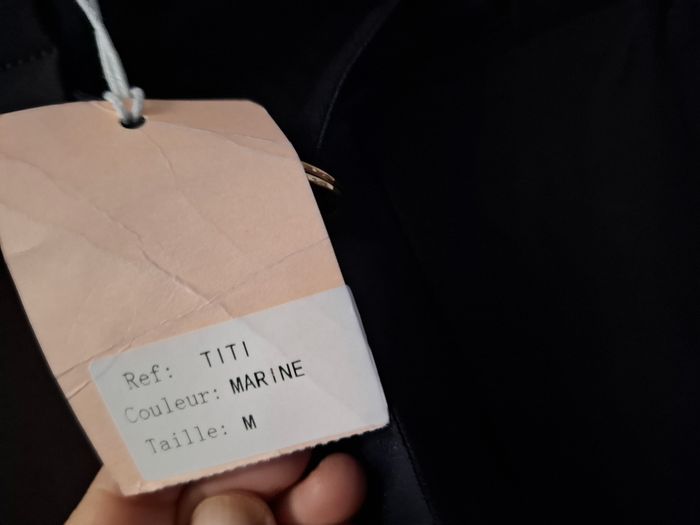 Ref: TITI
Couleur: MARINE
Taille: M